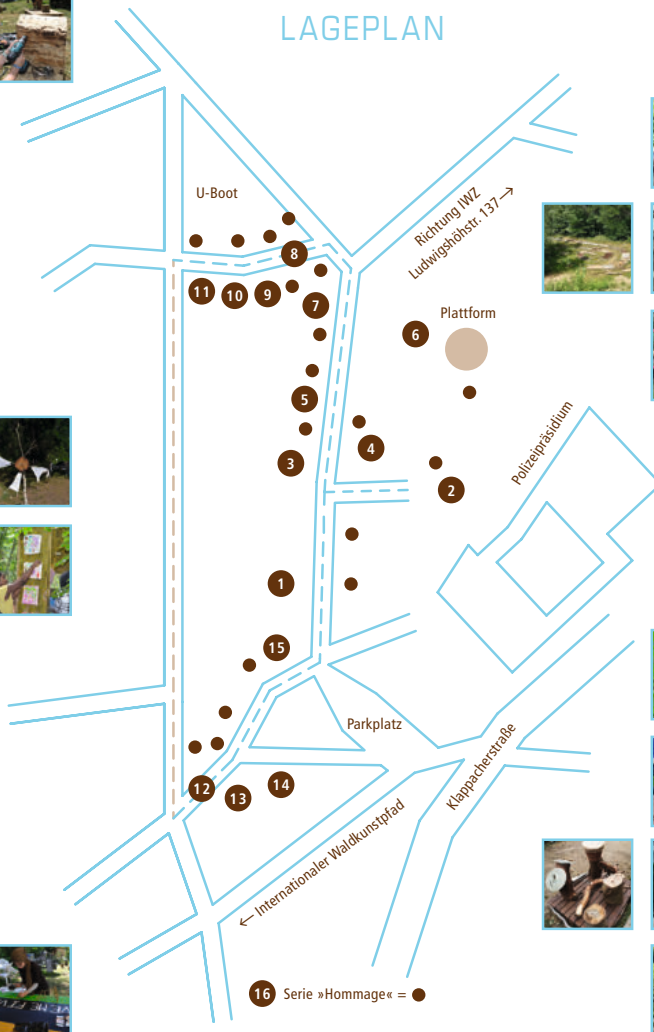 LAGEPLAN
U-Boot
Richtung IWZ
Ludwigshöhstr. 137 →
8
11
10
9
7
Plattform
6
5
Polizeipräsidium
4
3
2
1
15
Parkplatz
Klappacherstraße
12
13
14
← Internationaler Waldkunstpfad
16 Serie »Hommage« = ●